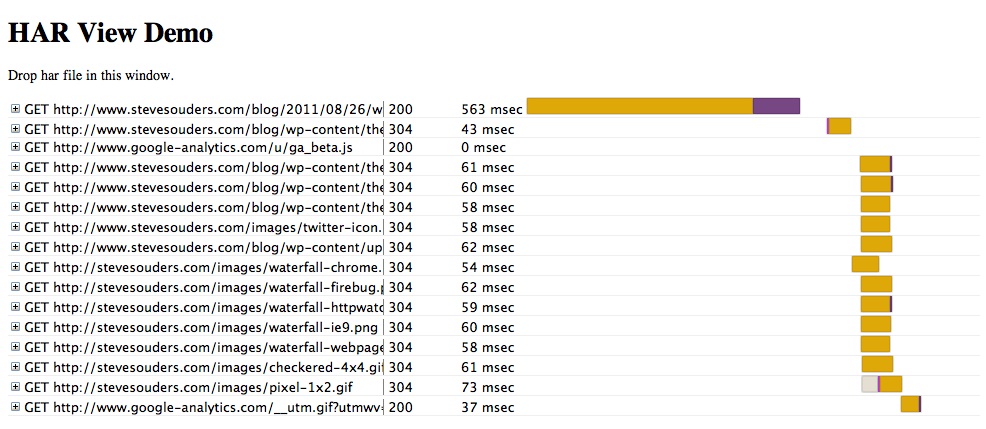 HAR View Demo
Drop har file in this window.
GET http://www.stevesouders.com/blog/2011/08/26/w 200 563 msec
GET http://www.stevesouders.com/blog/wp-content/the 304 43 msec
GET http://www.google-analytics.com/u/ga_beta.js 200 0 msec
GET http://www.stevesouders.com/blog/wp-content/the 304 61 msec
GET http://www.stevesouders.com/blog/wp-content/the 304 60 msec
GET http://www.stevesouders.com/blog/wp-content/the 304 58 msec
GET http://www.stevesouders.com/images/twitter-icon. 304 58 msec
GET http://www.stevesouders.com/blog/wp-content/up 304 62 msec
GET http://stevesouders.com/images/waterfall-chrome. 304 54 msec
GET http://stevesouders.com/images/waterfall-firebug.p 304 62 msec
GET http://stevesouders.com/images/waterfall-httpwatc 304 59 msec
GET http://stevesouders.com/images/waterfall-ie9.png 304 60 msec
GET http://stevesouders.com/images/waterfall-webpage 304 58 msec
GET http://stevesouders.com/images/checkered-4x4.gif 304 61 msec
GET http://stevesouders.com/images/pixel-1x2.gif 304 73 msec
GET http://www.google-analytics.com/__utm.gif?utmwv= 200 37 msec